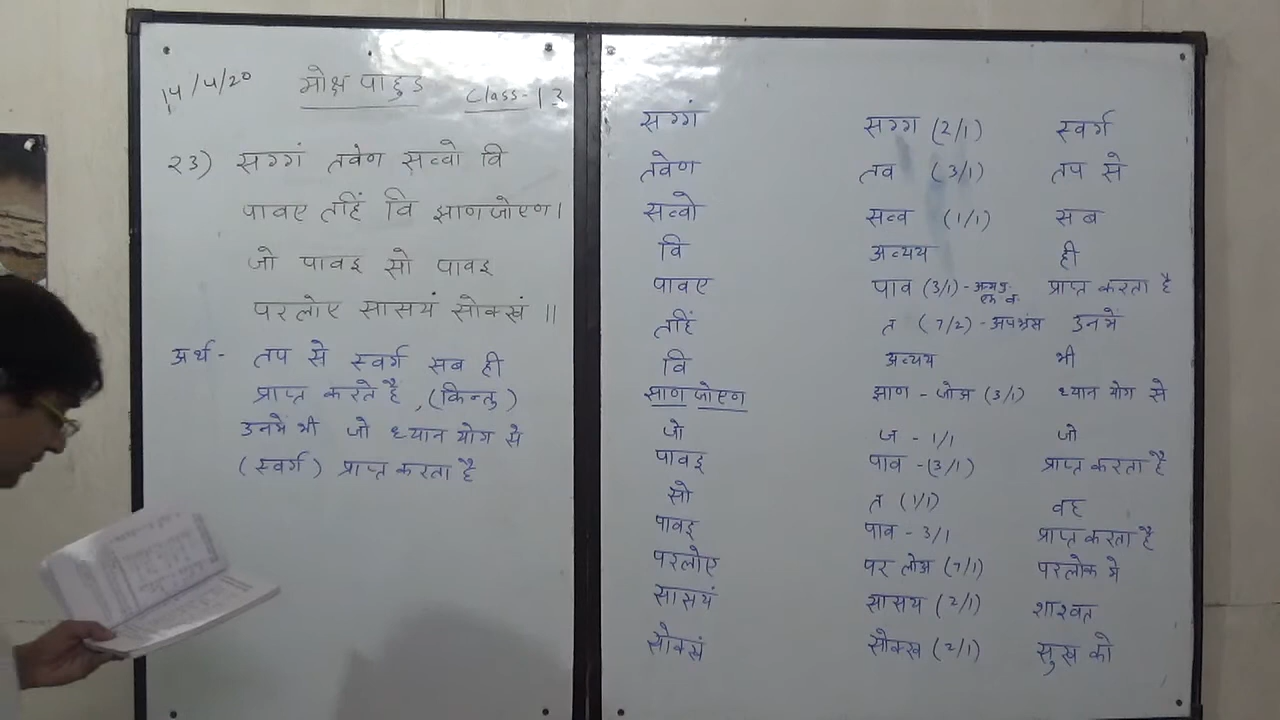 14/4/20 मोक्ष पाहुड Class-13
23) सग्गं तवेण सव्वो वि
पावए तहिं वि झाणजोएण।
जो पावइ सो पावइ
परलोए सासयं सोक्खं ॥
अर्थ - तप से स्वर्ग सब ही
प्राप्त करते है, (किन्तु)
उनमे भी जो ध्यान योग से
(स्वर्ग) प्राप्त करता है
सग्गं सग्ग (2/1) स्वर्ग
तवेण तव (3/1) तप से
सव्वो सव्व (1/1) सब
वि अव्यय ही
पावए पाव (3/1) - अन्य पु. एक व. प्राप्त करता है
तहिं त (7/2) - अपभ्रंस उनमे
वि अव्यय भी
झाणजोएण झाण - जोअ (3/1) ध्यान योग से
जो ज - 1/1 जो
पावइ पाव - (3/1) प्राप्त करता है
सो त (1/1) वह
पावइ पाव - 3/1 प्राप्त करता है
परलोए पर लोअ (7/1) परलोक मे
सासयं सासय (2/1) शाश्वत
सोक्खं सोक्ख (2/1) सुख को